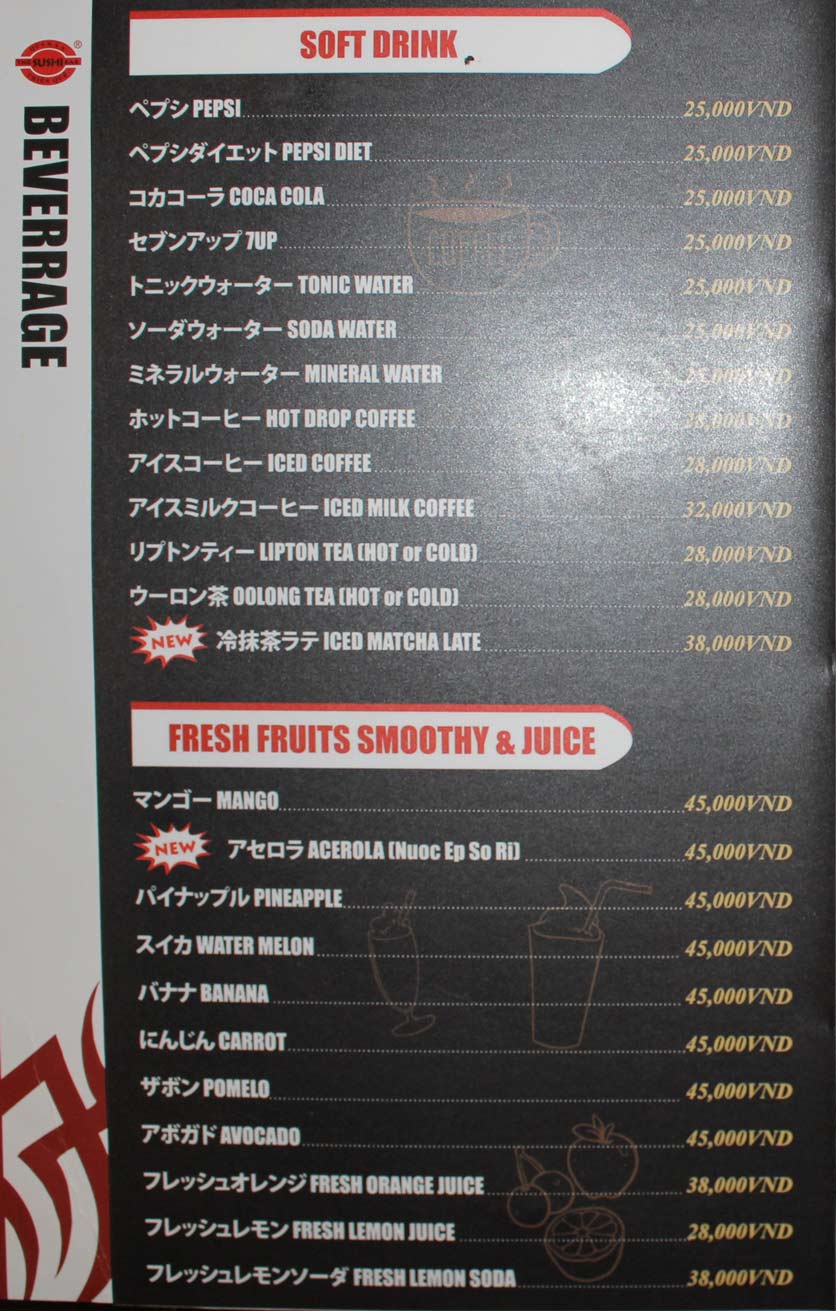 THE SUSHI BAR
®
BEVERRAGE
SOFT DRINK
ペプシ PEPSI 25,000VND
ペプシダイエット PEPSI DIET 25,000VND
コカコーラ COCA COLA 25,000VND
セブンアップ 7UP 25,000VND
トニックウォーター TONIC WATER 25,000VND
ソーダウォーター SODA WATER 25,000VND
ミネラルウォーター MINERAL WATER 25,000VND
ホットコーヒー HOT DROP COFFEE 28,000VND
アイスコーヒー ICED COFFEE 28,000VND
アイスミルクコーヒー ICED MILK COFFEE 32,000VND
リプトンティー LIPTON TEA (HOT or COLD) 28,000VND
ウーロン茶 OOLONG TEA (HOT or COLD) 28,000VND
NEW 冷抹茶ラテ ICED MATCHA LATE 38,000VND
FRESH FRUITS SMOOTHY & JUICE
マンゴー MANGO 45,000VND
NEW アセロラ ACEROLA (Nuoc Ep So Ri) 45,000VND
パイナップル PINEAPPLE 45,000VND
スイカ WATER MELON 45,000VND
バナナ BANANA 45,000VND
にんじん CARROT 45,000VND
ザボン POMELO 45,000VND
アボガド AVOCADO 45,000VND
フレッシュオレンジ FRESH ORANGE JUICE 38,000VND
フレッシュレモン FRESH LEMON JUICE 28,000VND
フレッシュレモンソーダ FRESH LEMON SODA 38,000VND